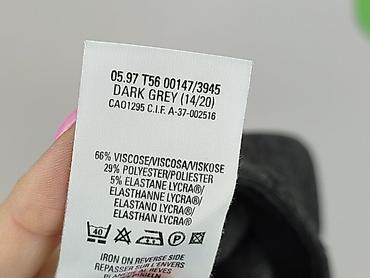 05.97 T56 00147/3945
DARK GREY (14/20)
CA01295 C.I.F. A-37-002516
66% VISCOSE/VISCOSA/VISKOSE
29% POLYESTER/POLIESTER
5% ELASTANE LYCRA®/
ELASTHANNE LYCRA®/
ELASTANO LYCRA®/
ELASTHAN LYCRA®
40 P
IRON ON REVERSE SIDE
REPASSER SUR L'ENVERS